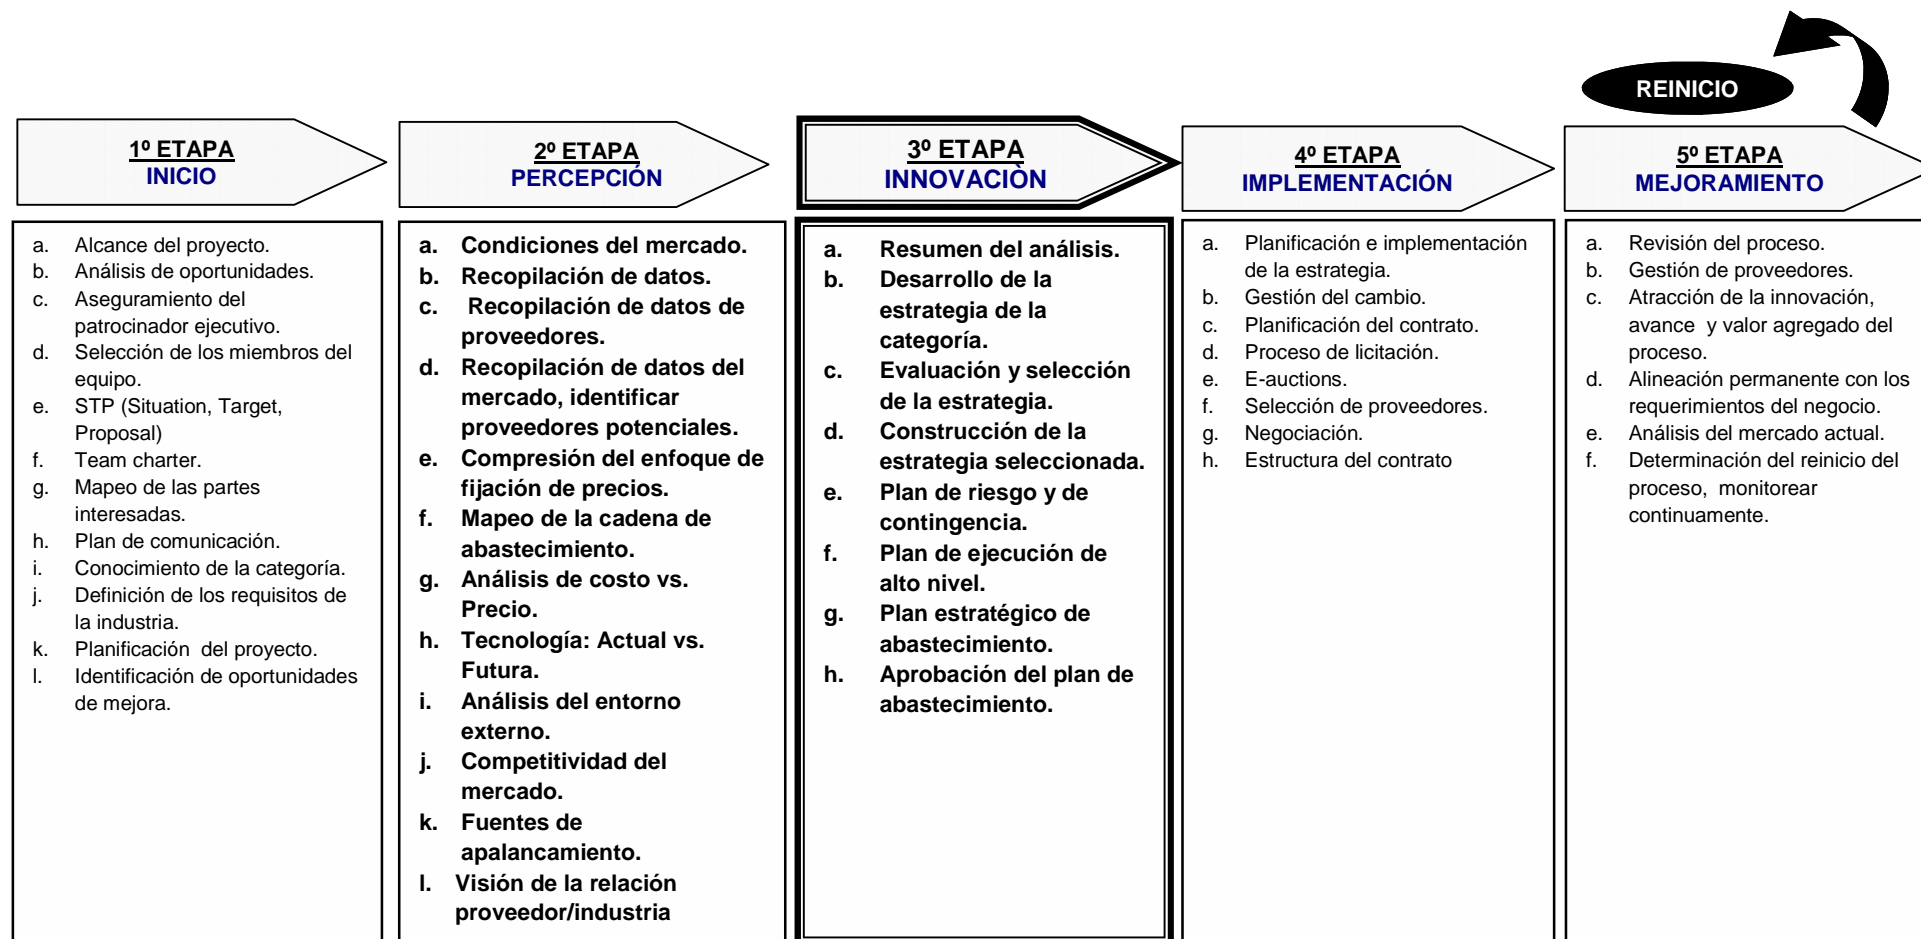 REINICIO
1º ETAPA
INICIO
a. Alcance del proyecto.
b. Análisis de oportunidades.
c. Aseguramiento del
patrocinador ejecutivo.
d. Selección de los miembros del
equipo.
e. STP (Situation, Target,
Proposal)
f. Team charter.
g. Mapeo de las partes
interesadas.
h. Plan de comunicación.
i. Conocimiento de la categoría.
j. Definición de los requisitos de
la industria.
k. Planificación del proyecto.
l. Identificación de oportunidades
de mejora.
2º ETAPA
PERCEPCIÓN
a. Condiciones del mercado.
b. Recopilación de datos.
c. Recopilación de datos de
proveedores.
d. Recopilación de datos del
mercado, identificar
proveedores potenciales.
e. Compresión del enfoque de
fijación de precios.
f. Mapeo de la cadena de
abastecimiento.
g. Análisis de costo vs.
Precio.
h. Tecnología: Actual vs.
Futura.
i. Análisis del entorno
externo.
j. Competitividad del
mercado.
k. Fuentes de
apalancamiento.
l. Visión de la relación
proveedor/industria
3º ETAPA
INNOVACIÒN
a. Resumen del análisis.
b. Desarrollo de la
estrategia de la
categoría.
c. Evaluación y selección
de la estrategia.
d. Construcción de la
estrategia seleccionada.
e. Plan de riesgo y de
contingencia.
f. Plan de ejecución de
alto nivel.
g. Plan estratégico de
abastecimiento.
h. Aprobación del plan de
abastecimiento.
4º ETAPA
IMPLEMENTACIÓN
a. Planificación e implementación
de la estrategia.
b. Gestión del cambio.
c. Planificación del contrato.
d. Proceso de licitación.
e. E-auctions.
f. Selección de proveedores.
g. Negociación.
h. Estructura del contrato
5º ETAPA
MEJORAMIENTO
a. Revisión del proceso.
b. Gestión de proveedores.
c. Atracción de la innovación,
avance y valor agregado del
proceso.
d. Alineación permanente con los
requerimientos del negocio.
e. Análisis del mercado actual.
f. Determinación del reinicio del
proceso, monitorear
continuamente.